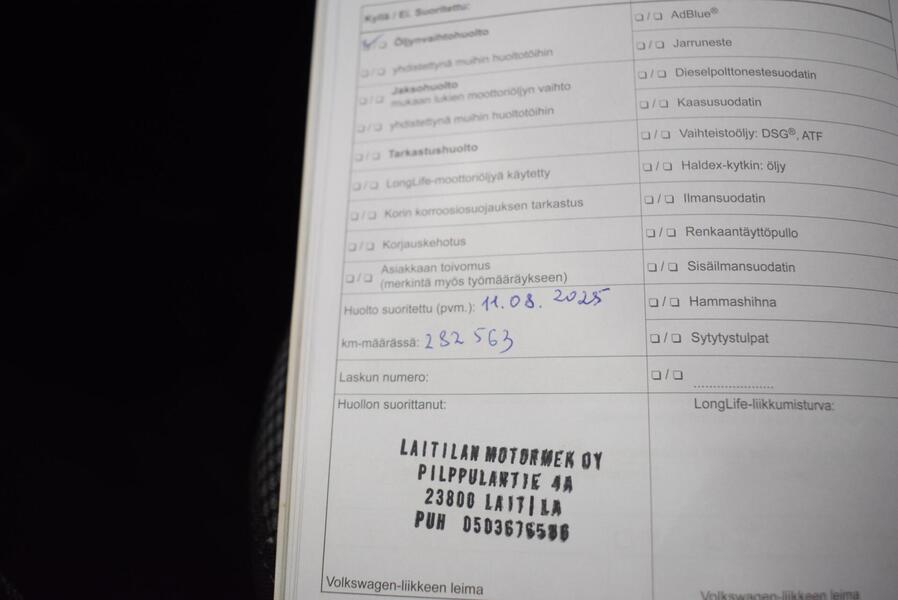 Kyllä / Ei. Suoritettu:
☑ ❏ Öljynvaihtohuolto
❏ / ❏ yhdistettynä muihin huoltotöihin
❏ / ❏ Jaksohuolto
mukaan lukien moottoriöljyn vaihto
❏ / ❏ yhdistettynä muihin huoltotöihin
❏ / ❏ Tarkastushuolto
❏ / ❏ LongLife-moottoriöljyä käytetty
❏ / ❏ Korin korroosiosuojauksen tarkastus
❏ / ❏ Korjauskehotus
❏ / ❏ Asiakkaan toivomus
(merkintä myös työmääräykseen)
Huolto suoritettu (pvm.): 11.08.2025
km-määrässä: 282 563
Laskun numero:
Huollon suorittanut:
LAITILAN MOTORMEK OY
PILPPULANTIE 4A
23800 LAITILA
PUH 0503676586
Volkswagen-liikkeen leima
❏ / ❏ AdBlue®
❏ / ❏ Jarruneste
❏ / ❏ Dieselpolttonestesuodatin
❏ / ❏ Kaasusuodatin
❏ / ❏ Vaihteistoöljy: DSG®, ATF
❏ / ❏ Haldex-kytkin: öljy
❏ / ❏ Ilmansuodatin
❏ / ❏ Renkaantäyttöpullo
❏ / ❏ Sisäilmansuodatin
❏ / ❏ Hammashihna
❏ / ❏ Sytytystulpat
❏ / ❏ ....................
LongLife-liikkumisturva:
Volkswagen-liikkeen leima